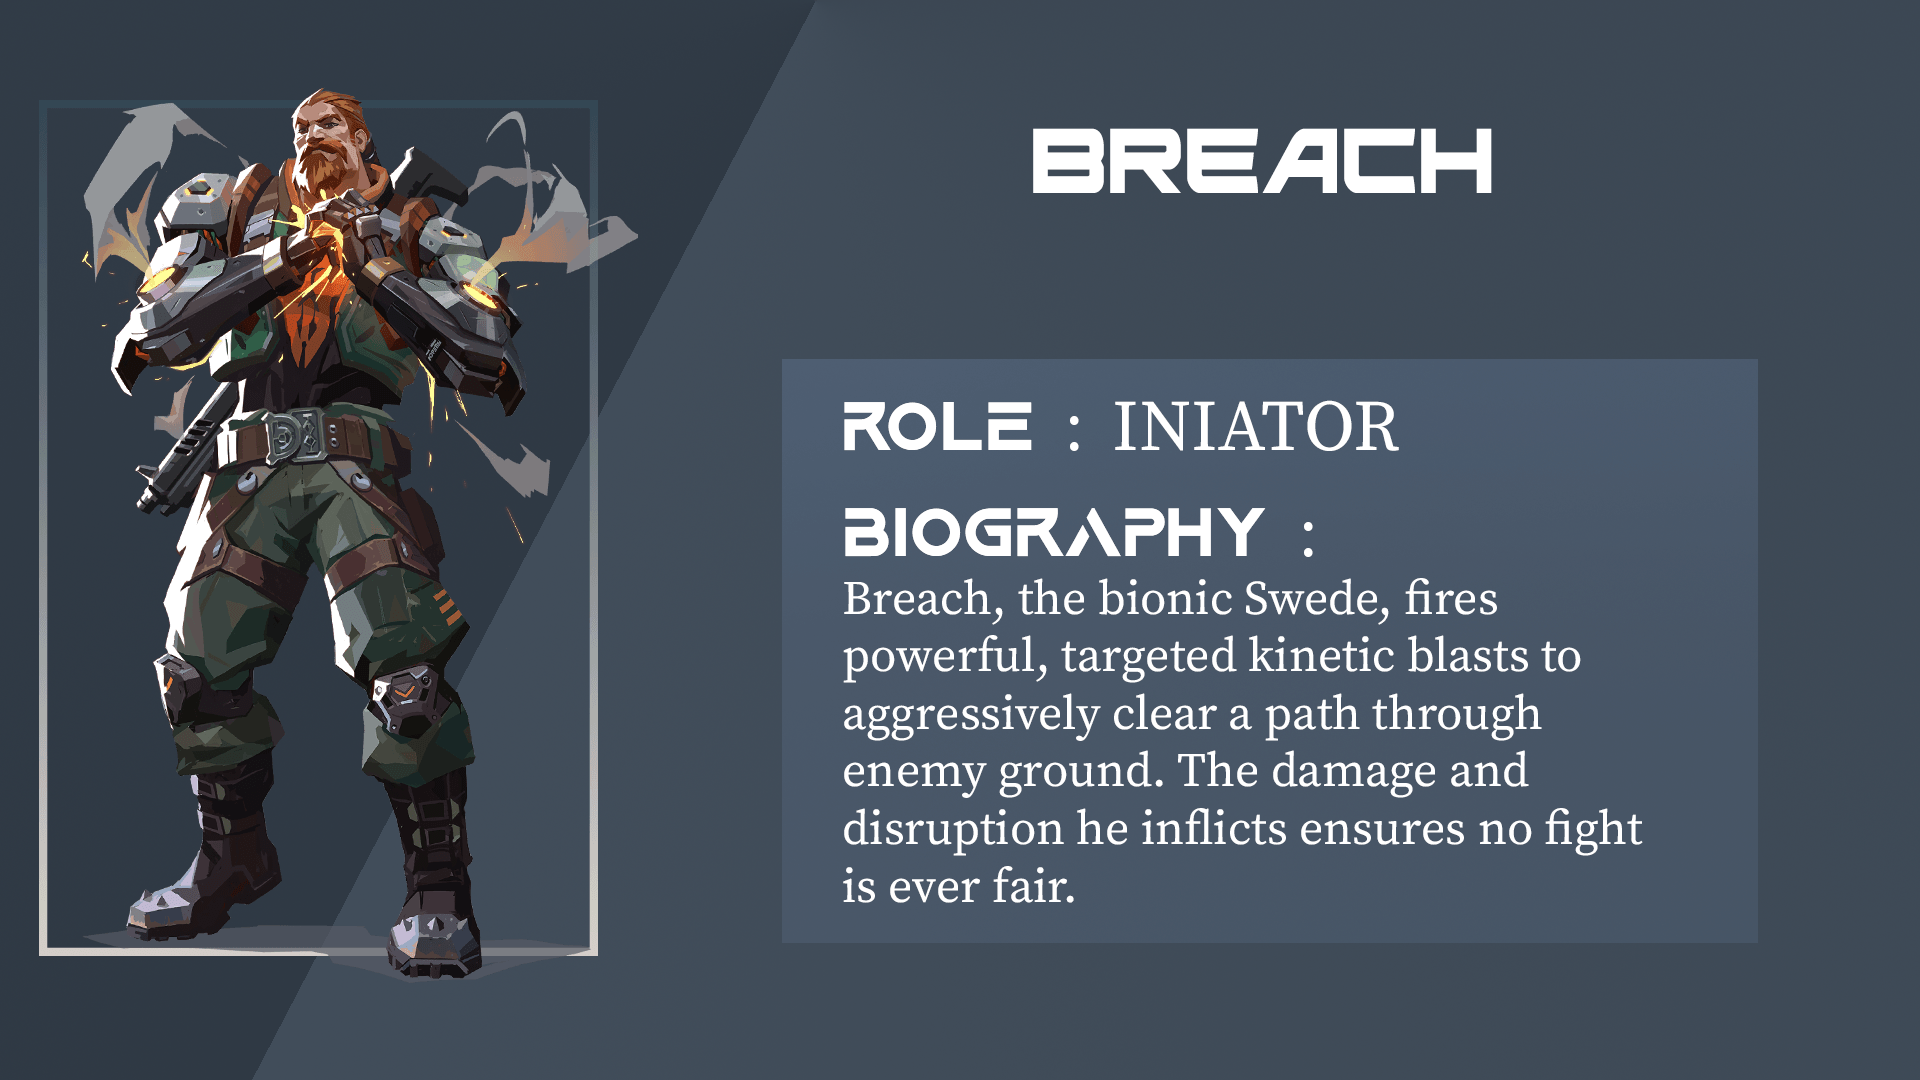 BREACH
ROLE : INIATOR
BIOGRAPHY :
Breach, the bionic Swede, fires
powerful, targeted kinetic blasts to
aggressively clear a path through
enemy ground. The damage and
disruption he inflicts ensures no fight
is ever fair.